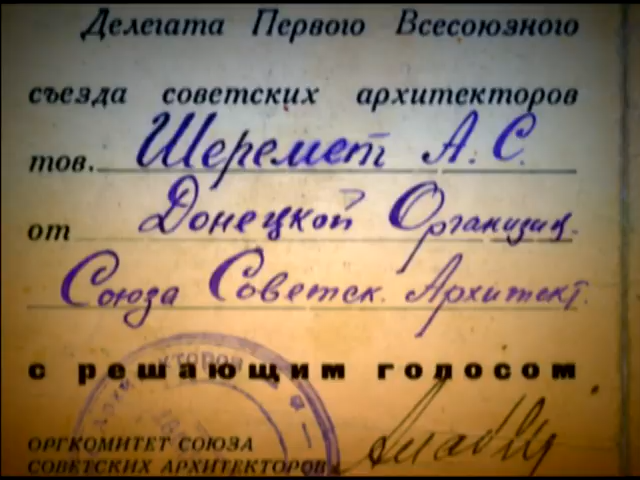 Делегата Первого Всесоюзного
съезда советских архитекторов
тов. Шеремет А. С.
от Донецкой Организац.
Союза Советск. Архитект.
с решающим голосом
ОРГКОМИТЕТ СОЮЗА
СОВЕТСКИХ АРХИТЕКТОРОВ